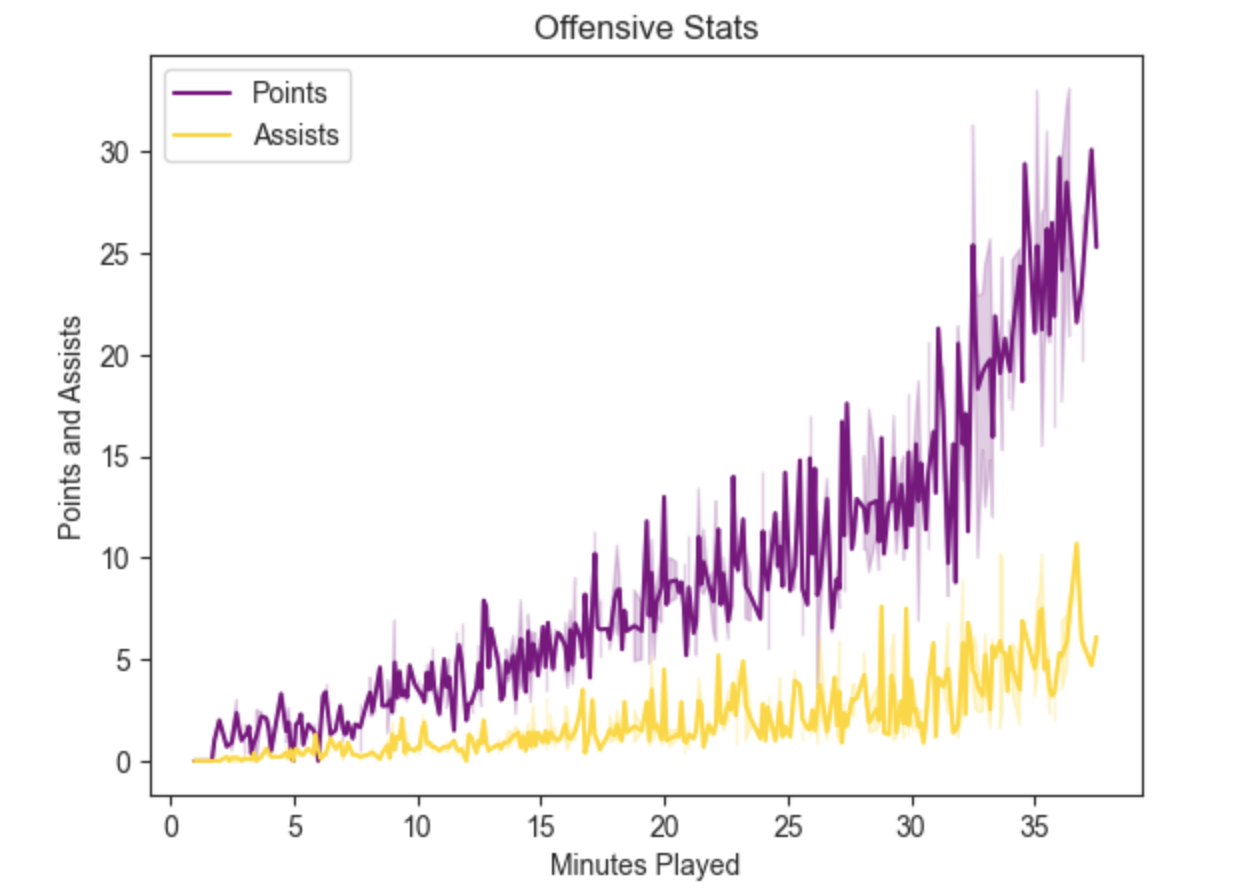 Offensive Stats
Points
Assists
Points and Assists
30
25
20
15
10
5
0
0 5 10 15 20 25 30 35
Minutes Played